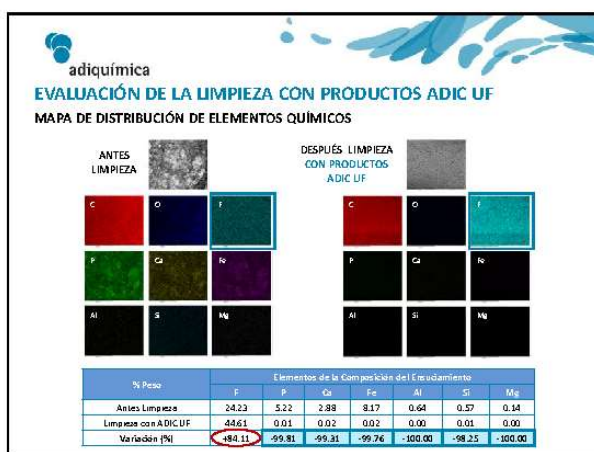 adiquímica
EVALUACIÓN DE LA LIMPIEZA CON PRODUCTOS ADIC UF
MAPA DE DISTRIBUCIÓN DE ELEMENTOS QUÍMICOS
ANTES
LIMPIEZA
DESPUÉS LIMPIEZA
CON PRODUCTOS
ADIC UF
C O F C O F
P Ca Fe P Ca Fe
Al Si Mg Al Si Mg
% Peso Elementos de la Composición del Ensuciamiento
F P Ca Fe Al Si Mg
Antes Limpieza 24.23 5.22 2.88 8.17 0.64 0.57 0.14
Limpieza con ADIC UF 44.61 0.01 0.02 0.02 0.00 0.01 0.00
Variación (%) +84.11 -99.81 -99.31 -99.76 -100.00 -98.25 -100.00